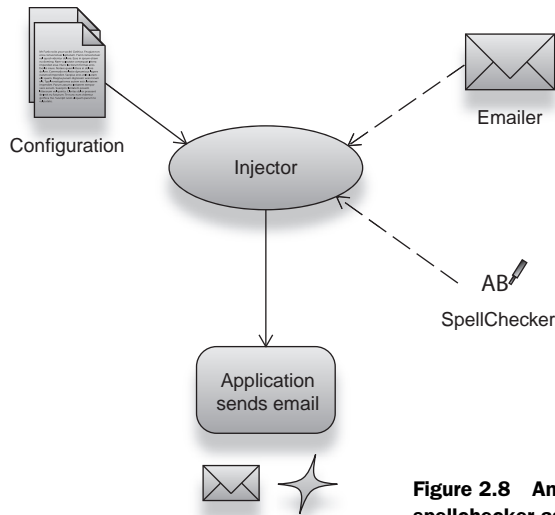 Configuration
Emailer
Injector
AB
SpellChecker
Application
sends email
Figure 2.8 An
spellchecker